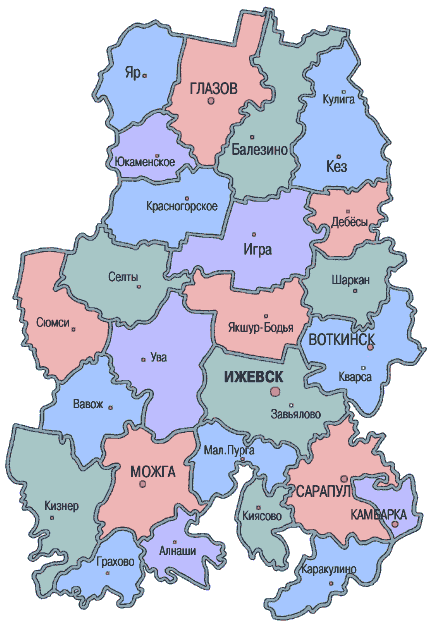 Яр
ГЛАЗОВ
Кулига
Балезино
Юкаменское
Кез
Красногорское
Дебёсы
Игра
Селты
Шаркан
Сюмси
Якшур-Бодья
ВОТКИНСК
Ува
ИЖЕВСК
Кварса
Вавож
Завьялово
Мал.Пурга
МОЖГА
САРАПУЛ
Кизнер
Киясово
КАМБАРКА
Алнаши
Грахово
Каракулино